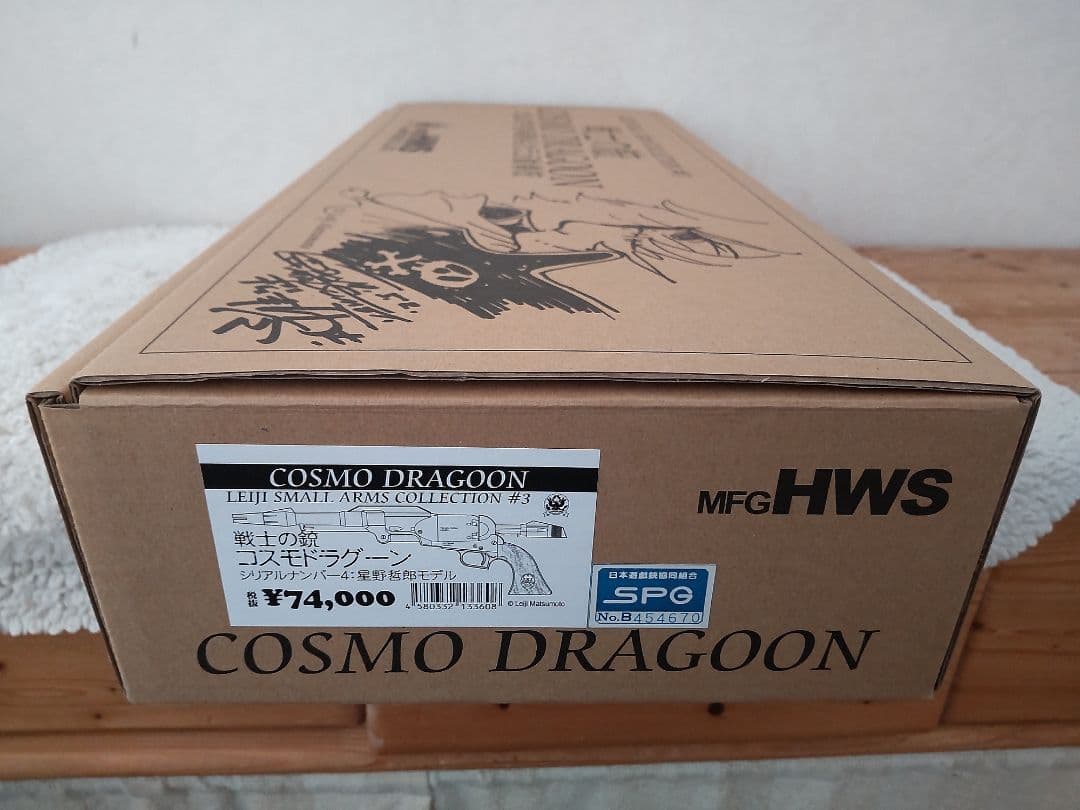 COSMO DRAGOON
COSMO DRAGOON
LEIJI SMALL ARMS COLLECTION #3
戦士の銃
コスモドラグーン
シリアルナンバー4:星野哲郎モデル
税抜 ¥74,000
4 580332 133608
© Leiji Matsumoto
MFG HWS
日本遊戯銃協同組合
SPG
No.B454670
COSMO DRAGOON